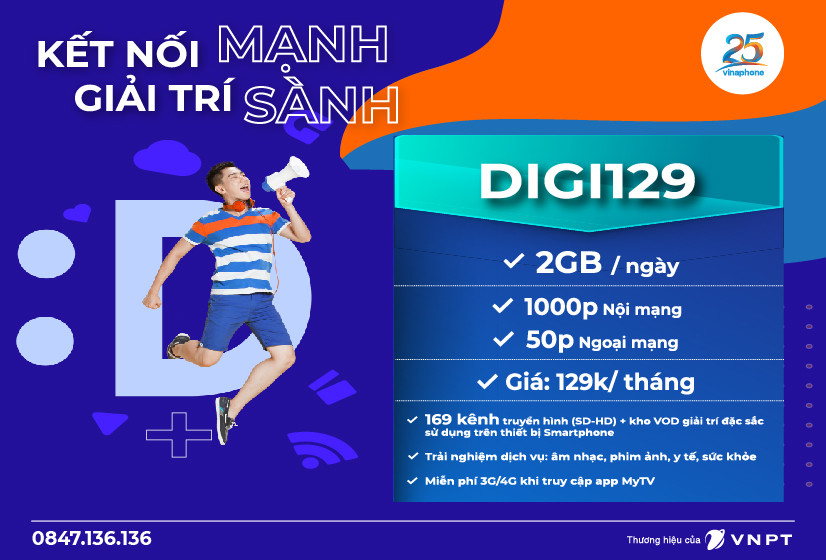 KẾT NỐI MẠNH
GIẢI TRÍ SÀNH
25
vinaphone
D
DIGI129
2GB / ngày
1000p Nội mạng
50p Ngoại mạng
Giá: 129k/ tháng
169 kênh truyền hình (SD-HD) + kho VOD giải trí đặc sắc
sử dụng trên thiết bị Smartphone
Trải nghiệm dịch vụ: âm nhạc, phim ảnh, y tế, sức khỏe
Miễn phí 3G/4G khi truy cập app MyTV
0847.136.136
Thương hiệu của VNPT